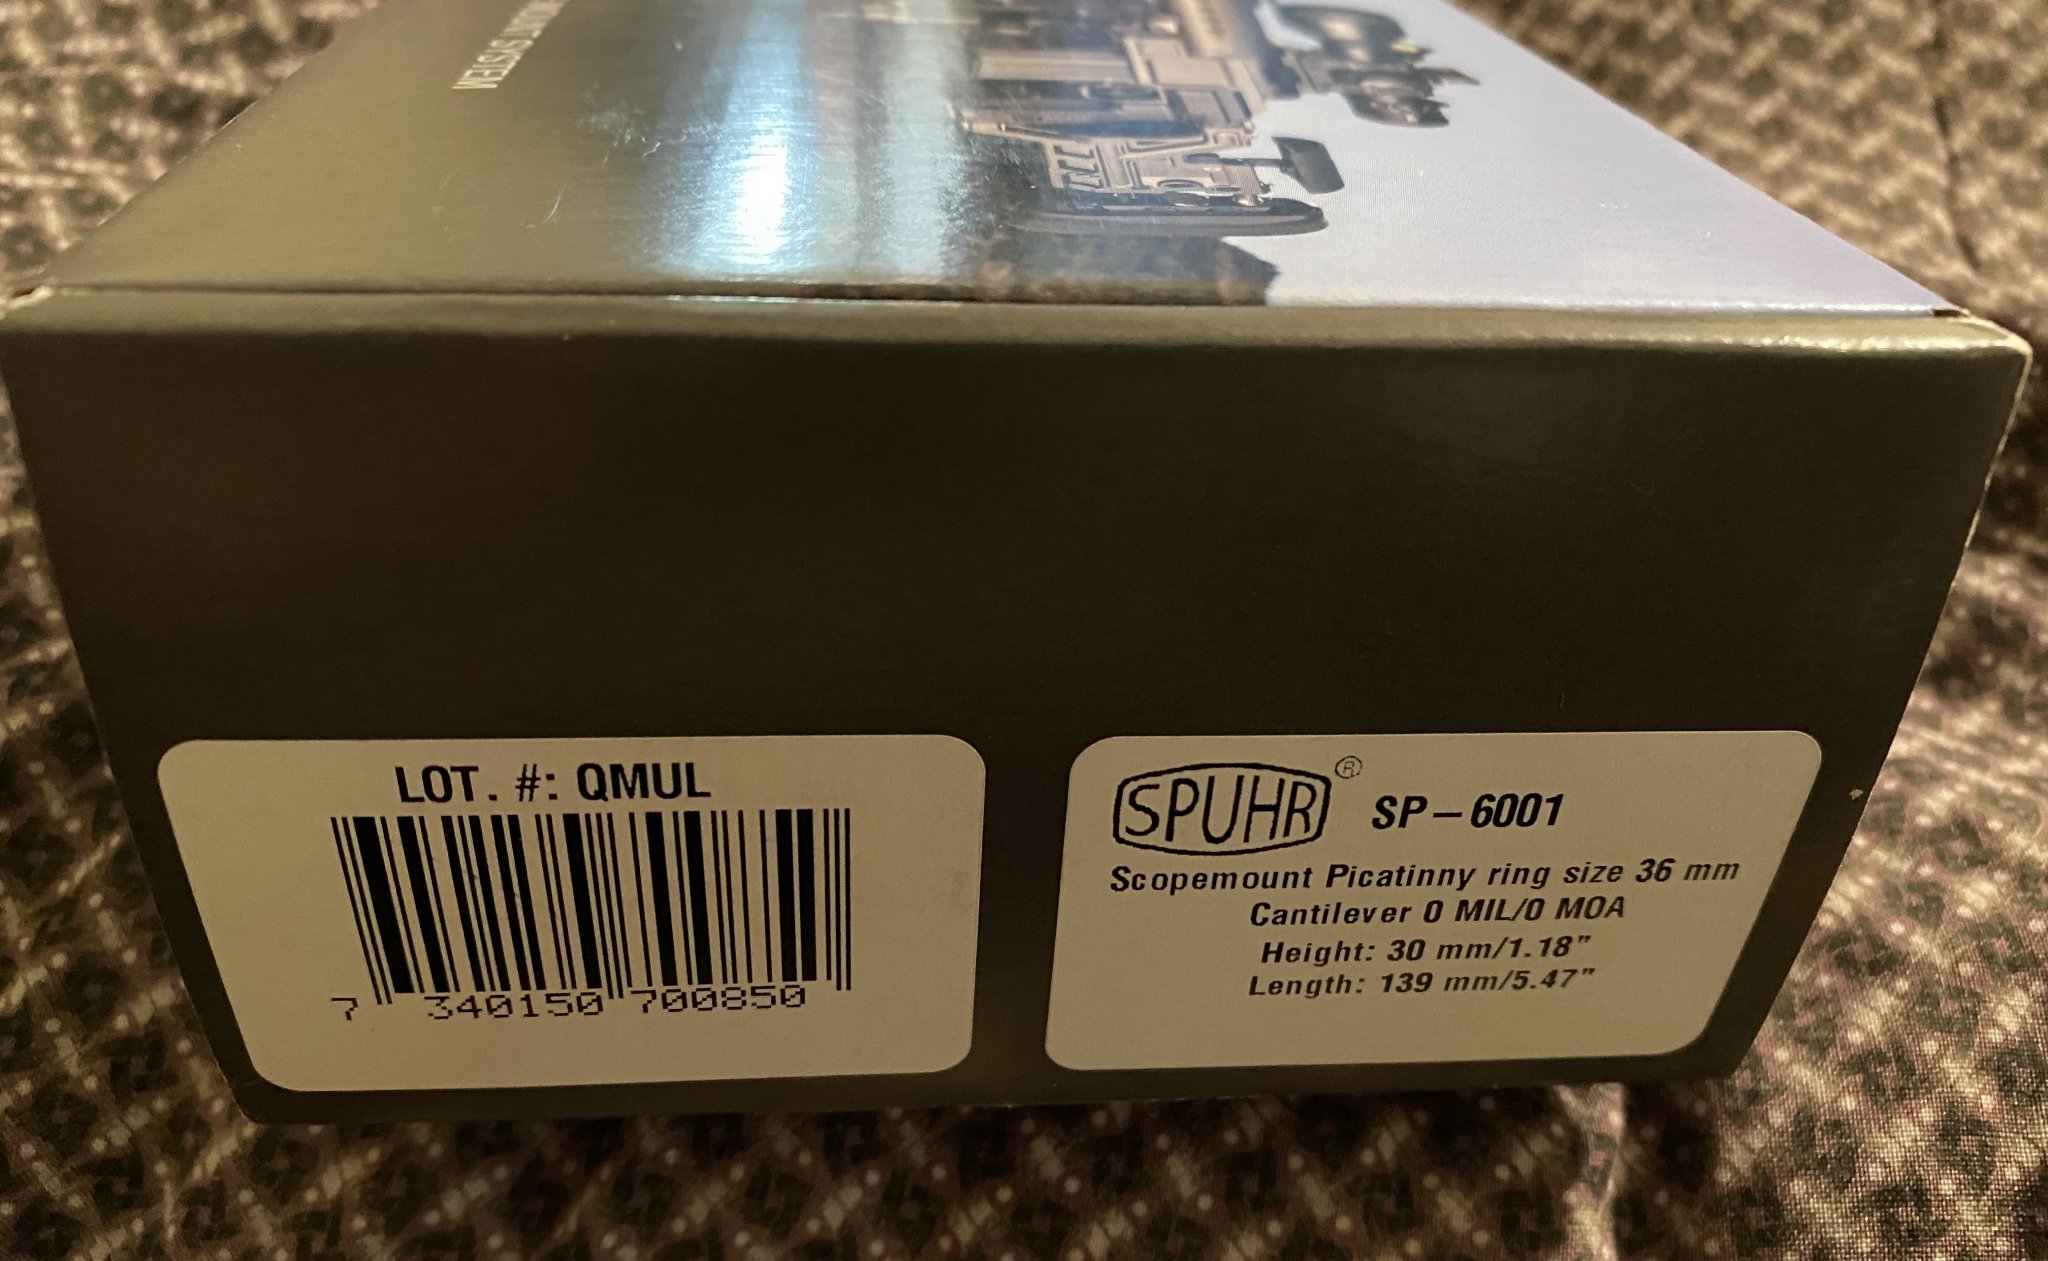 SYSTEM
LOT. #: QMUL
7 340150 700850
SPUHR® SP-6001
Scopemount Picatinny ring size 36 mm
Cantilever 0 MIL/0 MOA
Height: 30 mm/1.18"
Length: 139 mm/5.47"